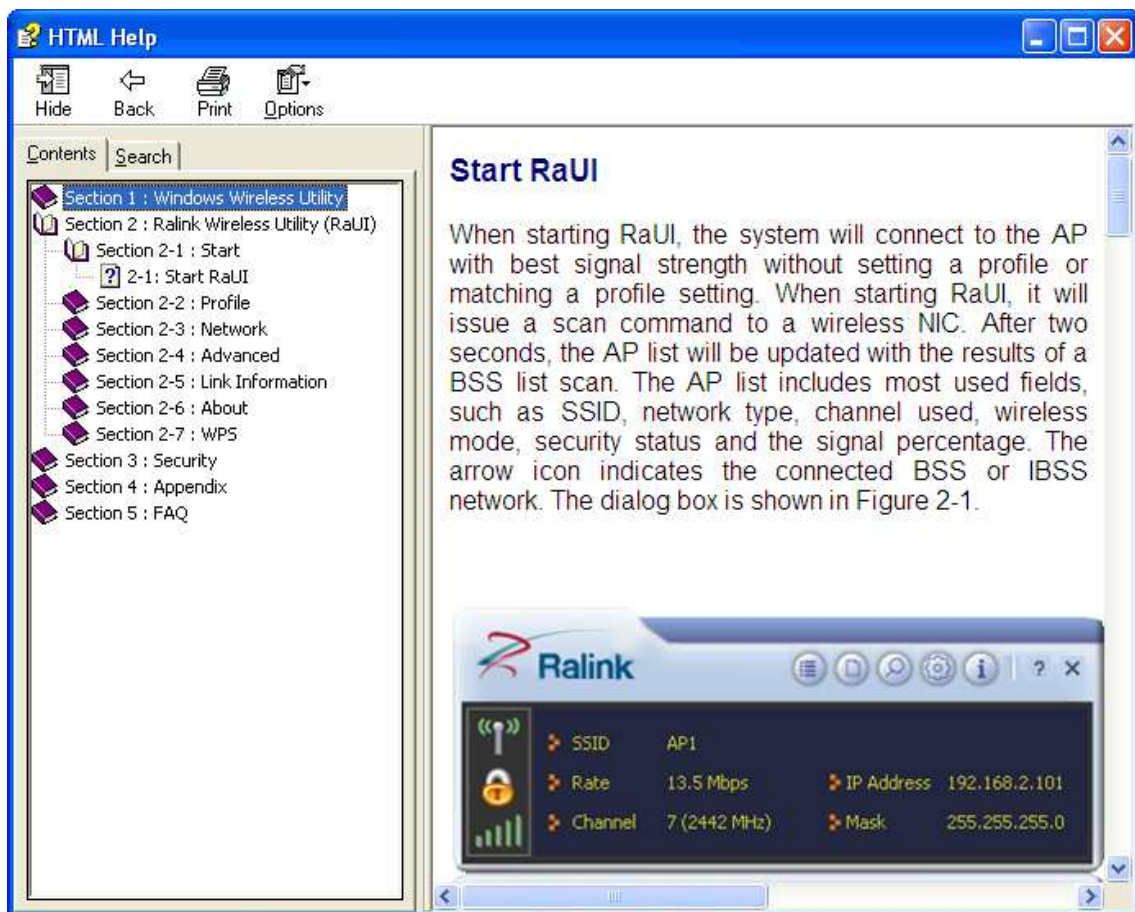 HTML Help
Hide Back Print Options
Contents Search
Section 1 : Windows Wireless Utility
Section 2 : Ralink Wireless Utility (RaUI)
Section 2-1 : Start
2-1: Start RaUI
Section 2-2 : Profile
Section 2-3 : Network
Section 2-4 : Advanced
Section 2-5 : Link Information
Section 2-6 : About
Section 2-7 : WPS
Section 3 : Security
Section 4 : Appendix
Section 5 : FAQ
Start RaUI
When starting RaUI, the system will connect to the AP
with best signal strength without setting a profile or
matching a profile setting. When starting RaUI, it will
issue a scan command to a wireless NIC. After two
seconds, the AP list will be updated with the results of a
BSS list scan. The AP list includes most used fields,
such as SSID, network type, channel used, wireless
mode, security status and the signal percentage. The
arrow icon indicates the connected BSS or IBSS
network. The dialog box is shown in Figure 2-1.
Ralink
SSID AP1
Rate 13.5 Mbps IP Address 192.168.2.101
Channel 7 (2442 MHz) Mask 255.255.255.0